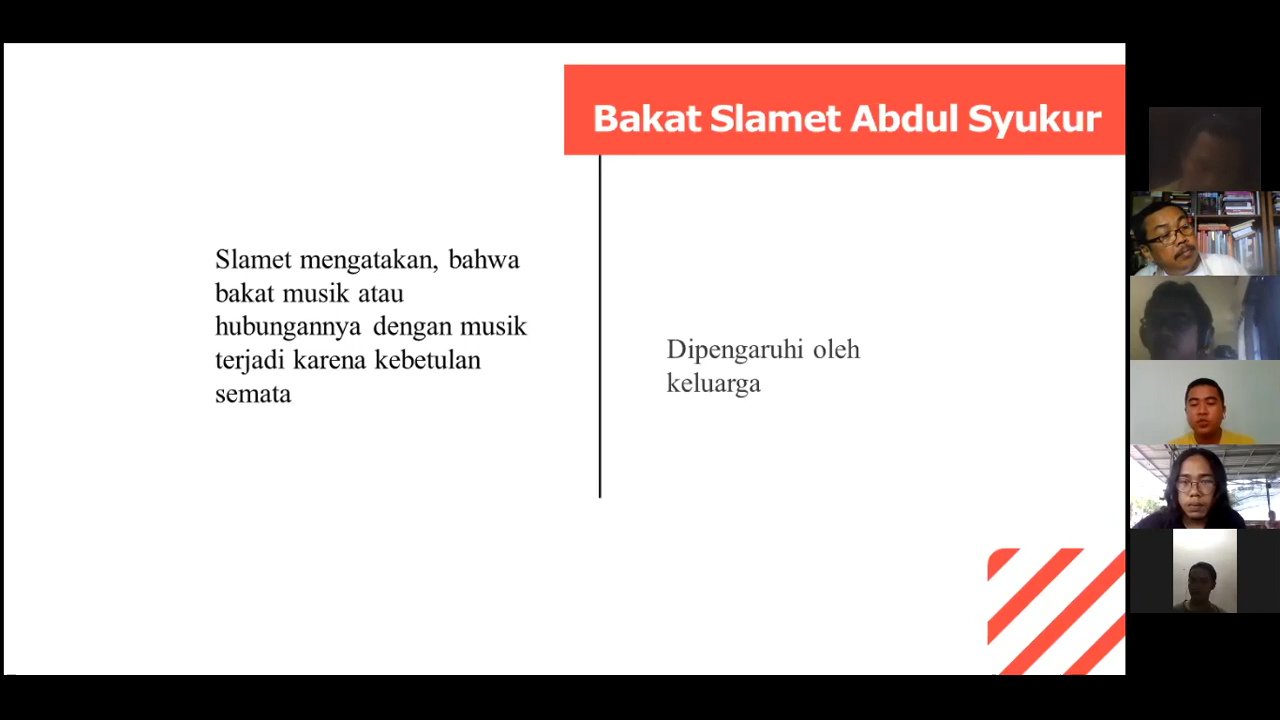 Bakat Slamet Abdul Syukur
Slamet mengatakan, bahwa
bakat musik atau
hubungannya dengan musik
terjadi karena kebetulan
semata
Dipengaruhi oleh
keluarga